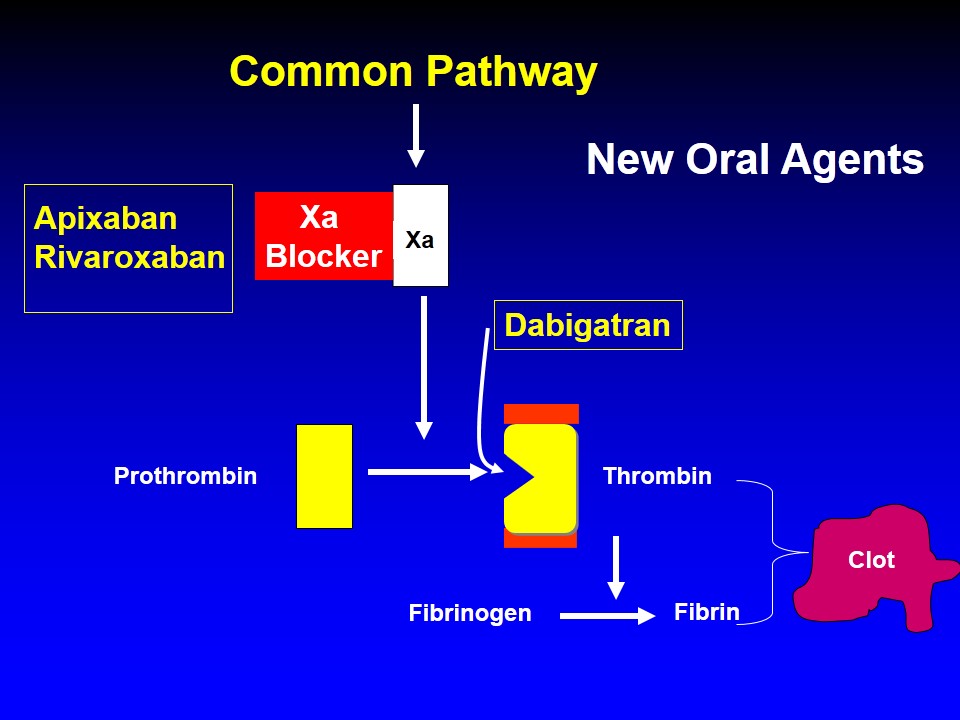 Common Pathway
New Oral Agents
Apixaban
Rivaroxaban
Xa
Blocker
Xa
Dabigatran
Prothrombin
Thrombin
Clot
Fibrinogen
Fibrin